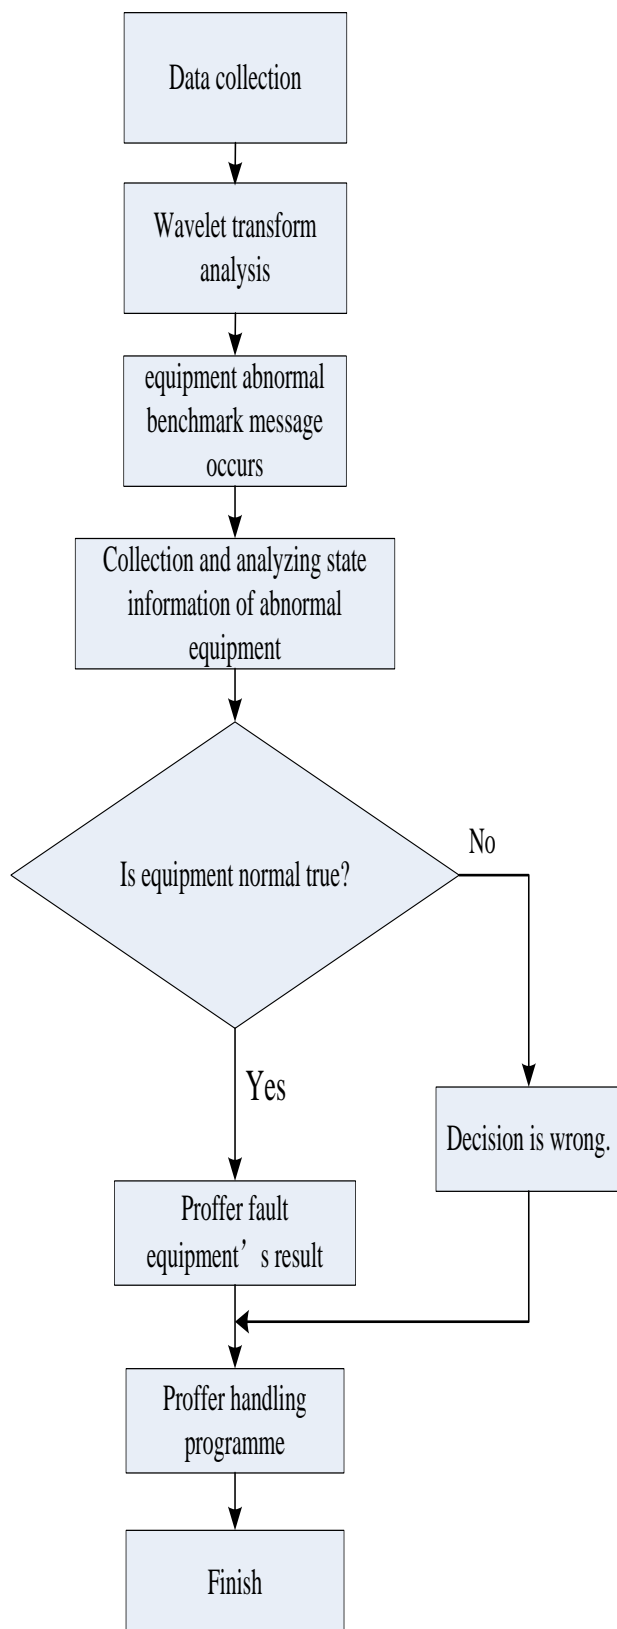 Data collection
Wavelet transform
analysis
equipment abnormal
benchmark message
occurs
Collection and analyzing state
information of abnormal
equipment
Is equipment normal true?
No
Yes
Decision is wrong.
Proffer fault
equipment’s result
Proffer handling
programme
Finish